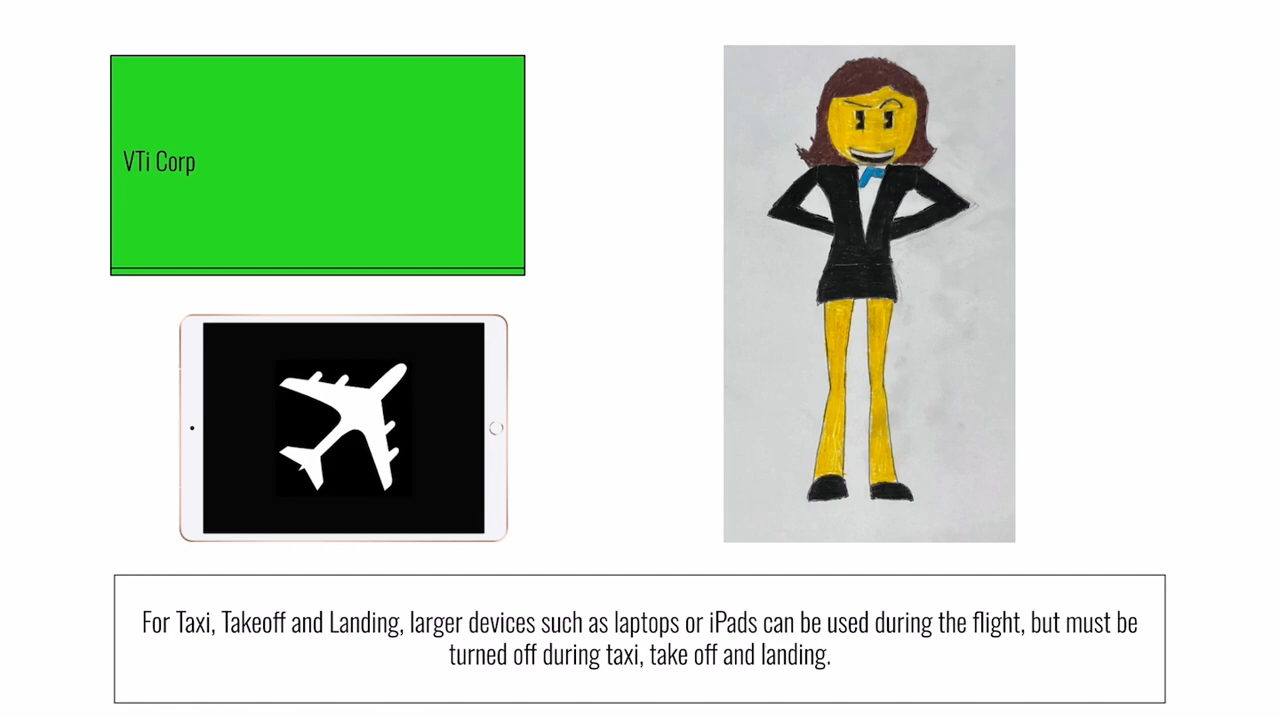 VTi Corp
For Taxi, Takeoff and Landing, larger devices such as laptops or iPads can be used during the flight, but must be
turned off during taxi, take off and landing.